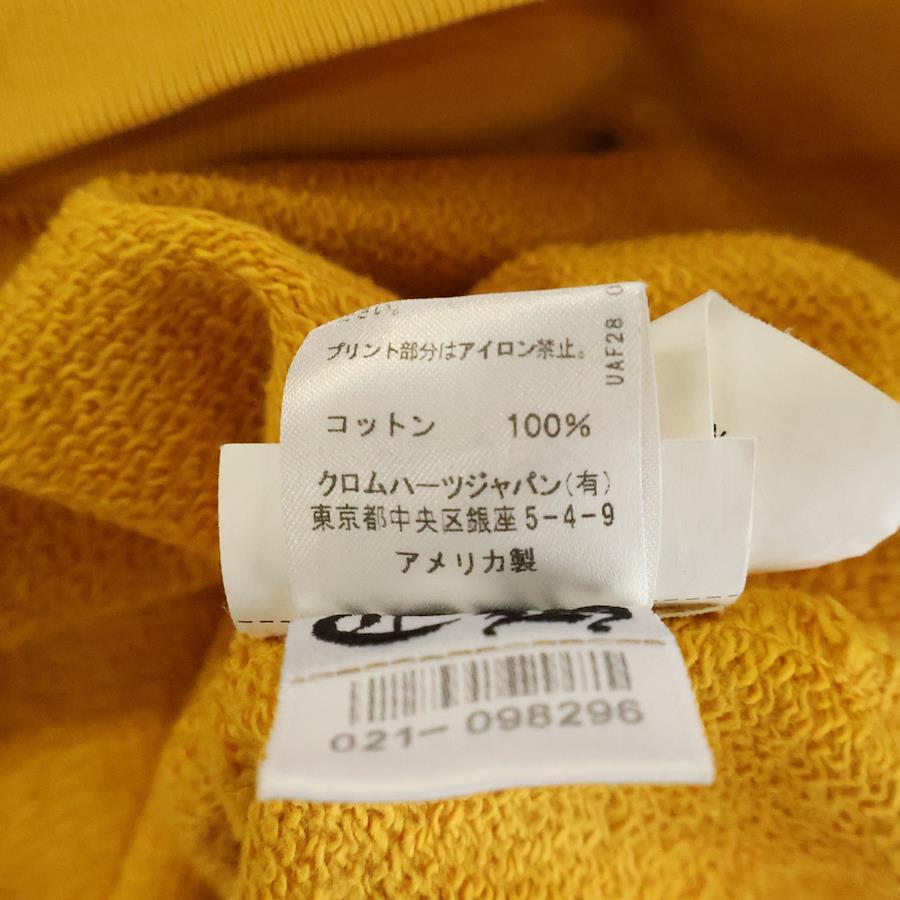 さい。
プリント部分はアイロン禁止。
UAF28
コットン 100%
クロムハーツジャパン(有)
東京都中央区銀座5-4-9
アメリカ製
021-098296